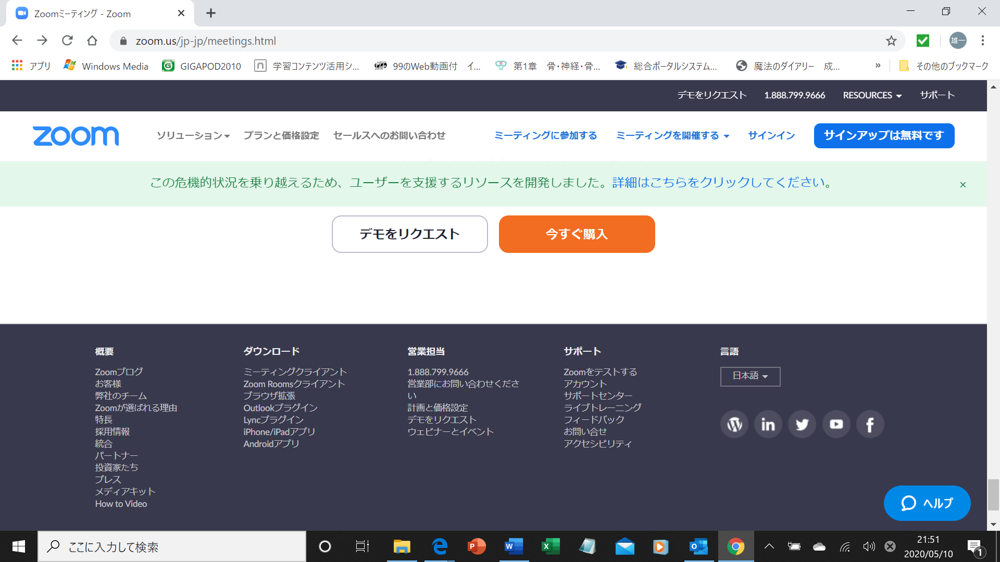 Zoomミーティング - Zoom
zoom.us/jp-jp/meetings.html
雄一
アプリ
Windows Media
GIGAPOD2010
学習コンテンツ活用シ...
99のWeb動画付　イ...
第1章　骨・神経・骨...
総合ポータルシステム...
魔法のダイアリー　成...
»
その他のブックマーク
デモをリクエスト
1.888.799.9666
RESOURCES
サポート
zoom
ソリューション
プランと価格設定
セールスへのお問い合わせ
ミーティングに参加する
ミーティングを開催する
サインイン
サインアップは無料です
この危機的状況を乗り越えるため、ユーザーを支援するリソースを開発しました。詳細はこちらをクリックしてください。
×
デモをリクエスト
今すぐ購入
概要
Zoomブログ
お客様
弊社のチーム
Zoomが選ばれる理由
特長
採用情報
統合
パートナー
投資家たち
プレス
メディアキット
How to Video
ダウンロード
ミーティングクライアント
Zoom Roomsクライアント
ブラウザ拡張
Outlookプラグイン
Lyncプラグイン
iPhone/iPadアプリ
Androidアプリ
営業担当
1.888.799.9666
営業部にお問い合わせくださ
い
計画と価格設定
デモをリクエスト
ウェビナーとイベント
サポート
Zoomをテストする
アカウント
サポートセンター
ライブトレーニング
フィードバック
お問い合せ
アクセシビリティ
言語
日本語
ヘルプ
ここに入力して検索
21:51
2020/05/10
1